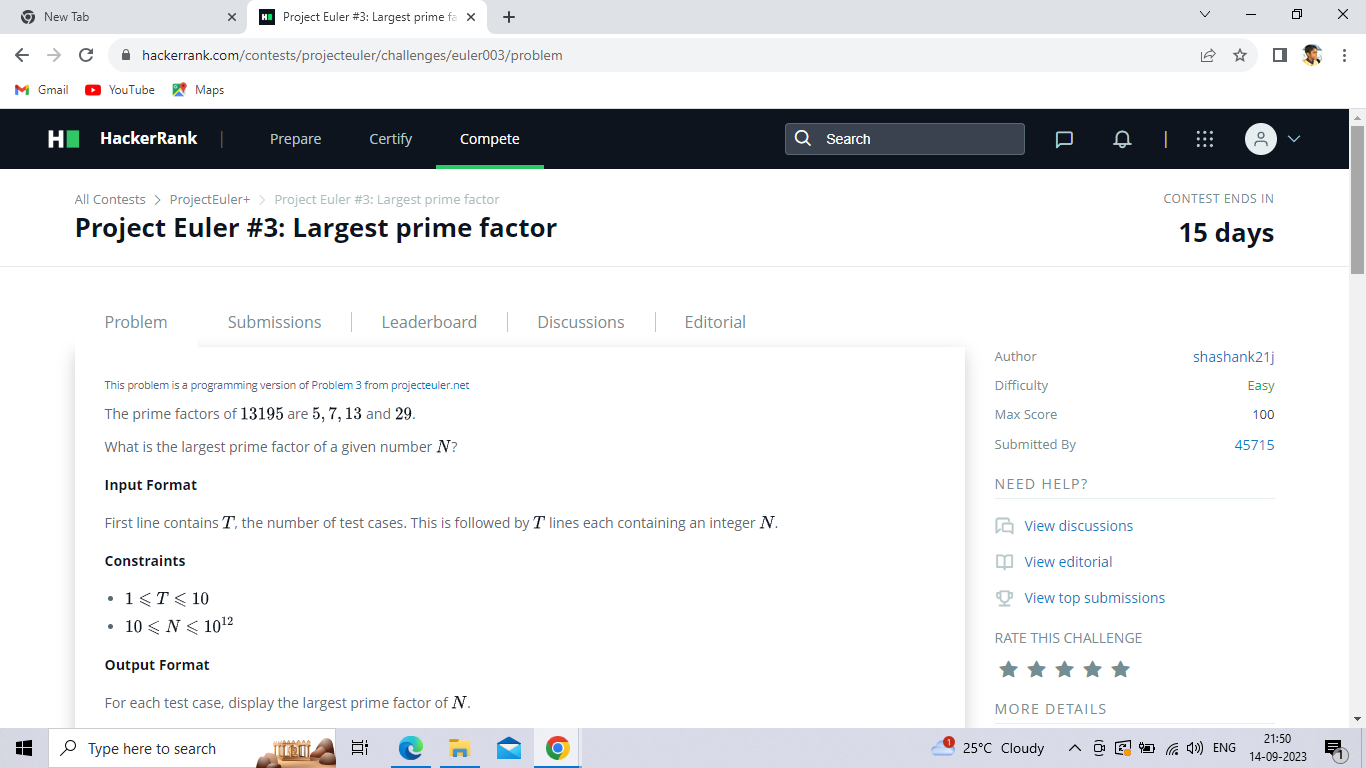 New Tab
Project Euler #3: Largest prime fa
hackerrank.com/contests/projecteuler/challenges/euler003/problem
Gmail YouTube Maps
HackerRank | Prepare Certify Compete Search
All Contests > ProjectEuler+ > Project Euler #3: Largest prime factor
CONTEST ENDS IN
Project Euler #3: Largest prime factor
15 days
Problem Submissions Leaderboard Discussions Editorial
This problem is a programming version of Problem 3 from projecteuler.net
The prime factors of 13195 are 5, 7, 13 and 29.
What is the largest prime factor of a given number N?
Input Format
First line contains T, the number of test cases. This is followed by T lines each containing an integer N.
Constraints
• 1 ⩽ T ⩽ 10
• 10 ⩽ N ⩽ 10¹²
Output Format
For each test case, display the largest prime factor of N.
Author shashank21j
Difficulty Easy
Max Score 100
Submitted By 45715
NEED HELP?
View discussions
View editorial
View top submissions
RATE THIS CHALLENGE
MORE DETAILS
Type here to search
1
25°C Cloudy
ENG
21:50
14-09-2023
1